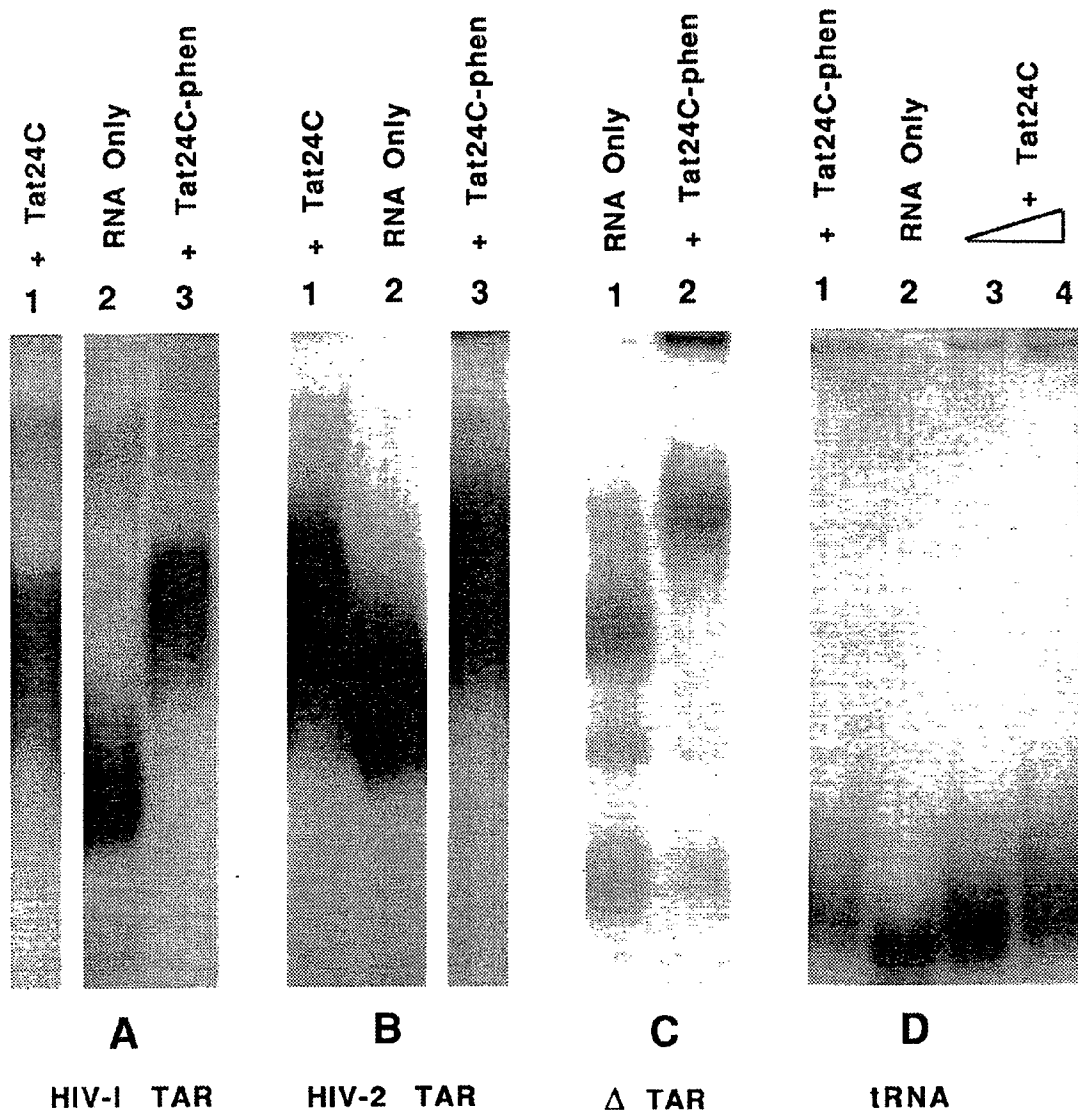 + Tat24C
RNA Only
+ Tat24C-phen
+ Tat24C
RNA Only
+ Tat24C-phen
RNA Only
+ Tat24C-phen
+ Tat24C-phen
RNA Only
+ Tat24C
1 2 3
1 2 3
1 2
1 2 3 4
A
B
C
D
HIV-I TAR
HIV-2 TAR
Δ TAR
tRNA